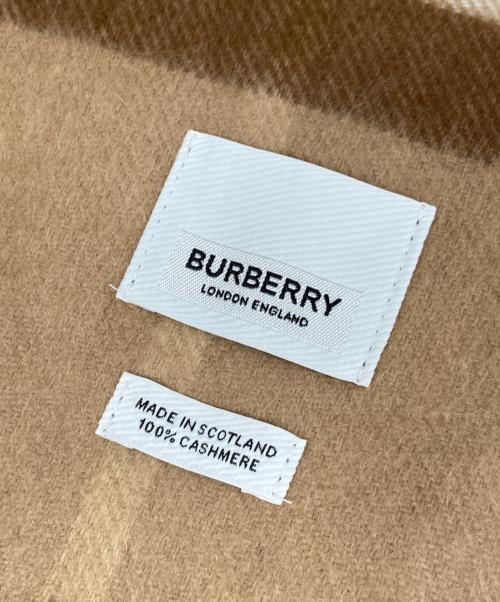 BURBERRY
LONDON ENGLAND
MADE IN SCOTLAND
100% CASHMERE